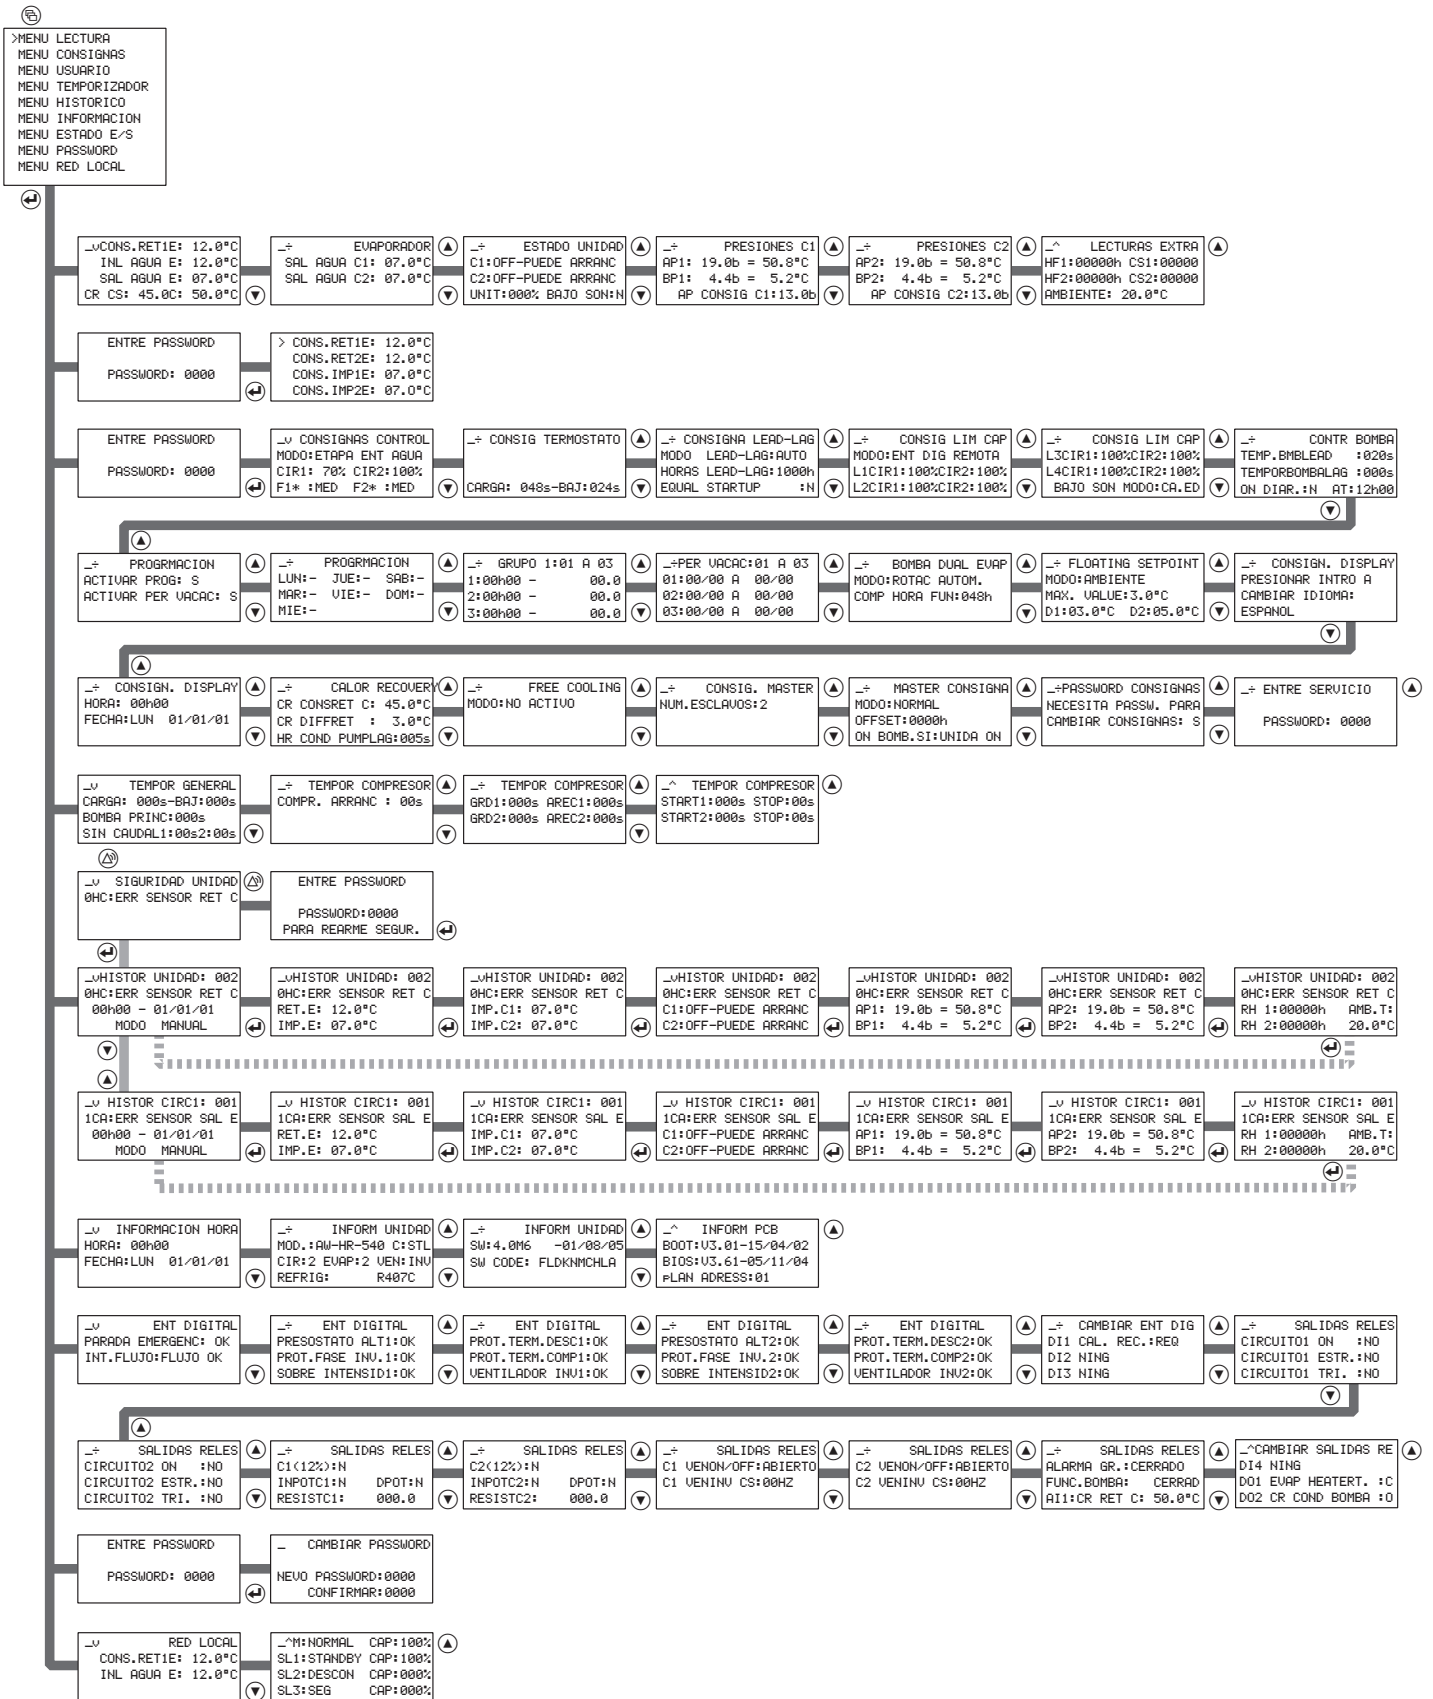 >MENU LECTURA
MENU CONSIGNAS
MENU USUARIO
MENU TEMPORIZADOR
MENU HISTORICO
MENU INFORMACION
MENU ESTADO E/S
MENU PASSWORD
MENU RED LOCAL
_vCONS.RET1E: 12.0°C
INL AGUA E: 12.0°C
SAL AGUA E: 07.0°C
CR CS: 45.0C: 50.0°C
_÷ EVAPORADOR
SAL AGUA C1: 07.0°C
SAL AGUA C2: 07.0°C
_÷ ESTADO UNIDAD
C1:OFF-PUEDE ARRANC
C2:OFF-PUEDE ARRANC
UNIT:000% BAJO SON:N
_÷ PRESIONES C1
AP1: 19.0b = 50.8°C
BP1: 4.4b = 5.2°C
AP CONSIG C1:13.0b
_÷ PRESIONES C2
AP2: 19.0b = 50.8°C
BP2: 4.4b = 5.2°C
AP CONSIG C2:13.0b
_^ LECTURAS EXTRA
HF1:00000h CS1:00000
HF2:00000h CS2:00000
AMBIENTE: 20.0°C
ENTRE PASSWORD
PASSWORD: 0000
> CONS.RET1E: 12.0°C
CONS.RET2E: 12.0°C
CONS.IMP1E: 07.0°C
CONS.IMP2E: 07.0°C
ENTRE PASSWORD
PASSWORD: 0000
_v CONSIGNAS CONTROL
MODO:ETAPA ENT AGUA
CIR1: 70% CIR2:100%
F1* :MED F2* :MED
_÷ CONSIG TERMOSTATO
CARGA: 048s-BAJ:024s
_÷ CONSIGNA LEAD-LAG
MODO LEAD-LAG:AUTO
HORAS LEAD-LAG:1000h
EQUAL STARTUP :N
_÷ CONSIG LIM CAP
MODO:ENT DIG REMOTA
L1CIR1:100%CIR2:100%
L2CIR1:100%CIR2:100%
_÷ CONSIG LIM CAP
L3CIR1:100%CIR2:100%
L4CIR1:100%CIR2:100%
BAJO SON MODO:CA.ED
_÷ CONTR BOMBA
TEMP.BMBLEAD :020s
TEMPORBOMBALAG :000s
ON DIAR.:N AT:12h00
_÷ PROGRMACION
ACTIVAR PROG: S
ACTIVAR PER VACAC: S
_÷ PROGRMACION
LUN:- JUE:- SAB:-
MAR:- VIE:- DOM:-
MIE:-
_÷ GRUPO 1:01 A 03
1:00h00 - 00.0
2:00h00 - 00.0
3:00h00 - 00.0
_÷PER VACAC:01 A 03
01:00/00 A 00/00
02:00/00 A 00/00
03:00/00 A 00/00
_÷ BOMBA DUAL EVAP
MODO:ROTAC AUTOM.
COMP HORA FUN:048h
_÷ FLOATING SETPOINT
MODO:AMBIENTE
MAX. VALUE:3.0°C
D1:03.0°C D2:05.0°C
_÷ CONSIGN. DISPLAY
PRESIONAR INTRO A
CAMBIAR IDIOMA:
ESPANOL
_÷ CONSIGN. DISPLAY
HORA: 00h00
FECHA:LUN 01/01/01
_÷ CALOR RECOVERY
CR CONSRET C: 45.0°C
CR DIFFRET : 3.0°C
HR COND PUMPLAG:005s
_÷ FREE COOLING
MODO:NO ACTIVO
_÷ CONSIG. MASTER
NUM.ESCLAVOS:2
_÷ MASTER CONSIGNA
MODO:NORMAL
OFFSET:0000h
ON BOMB.SI:UNIDA ON
_÷PASSWORD CONSIGNAS
NECESITA PASSW. PARA
CAMBIAR CONSIGNAS: S
_÷ ENTRE SERVICIO
PASSWORD: 0000
_v TEMPOR GENERAL
CARGA: 000s-BAJ:000s
BOMBA PRINC:000s
SIN CAUDAL1:00s2:00s
_÷ TEMPOR COMPRESOR
COMPR. ARRANC : 00s
_÷ TEMPOR COMPRESOR
GRD1:000s AREC1:000s
GRD2:000s AREC2:000s
_^ TEMPOR COMPRESOR
START1:000s STOP:00s
START2:000s STOP:00s
_v SIGURIDAD UNIDAD
0HC:ERR SENSOR RET C
ENTRE PASSWORD
PASSWORD:0000
PARA REARME SEGUR.
_vHISTOR UNIDAD: 002
0HC:ERR SENSOR RET C
00h00 - 01/01/01
MODO MANUAL
_vHISTOR UNIDAD: 002
0HC:ERR SENSOR RET C
RET.E: 12.0°C
IMP.E: 07.0°C
_vHISTOR UNIDAD: 002
0HC:ERR SENSOR RET C
IMP.C1: 07.0°C
IMP.C2: 07.0°C
_vHISTOR UNIDAD: 002
0HC:ERR SENSOR RET C
C1:OFF-PUEDE ARRANC
C2:OFF-PUEDE ARRANC
_vHISTOR UNIDAD: 002
0HC:ERR SENSOR RET C
AP1: 19.0b = 50.8°C
BP1: 4.4b = 5.2°C
_vHISTOR UNIDAD: 002
0HC:ERR SENSOR RET C
AP2: 19.0b = 50.8°C
BP2: 4.4b = 5.2°C
_vHISTOR UNIDAD: 002
0HC:ERR SENSOR RET C
RH 1:00000h AMB.T:
RH 2:00000h 20.0°C
_v HISTOR CIRC1: 001
1CA:ERR SENSOR SAL E
00h00 - 01/01/01
MODO MANUAL
_v HISTOR CIRC1: 001
1CA:ERR SENSOR SAL E
RET.E: 12.0°C
IMP.E: 07.0°C
_v HISTOR CIRC1: 001
1CA:ERR SENSOR SAL E
IMP.C1: 07.0°C
IMP.C2: 07.0°C
_v HISTOR CIRC1: 001
1CA:ERR SENSOR SAL E
C1:OFF-PUEDE ARRANC
C2:OFF-PUEDE ARRANC
_v HISTOR CIRC1: 001
1CA:ERR SENSOR SAL E
AP1: 19.0b = 50.8°C
BP1: 4.4b = 5.2°C
_v HISTOR CIRC1: 001
1CA:ERR SENSOR SAL E
AP2: 19.0b = 50.8°C
BP2: 4.4b = 5.2°C
_v HISTOR CIRC1: 001
1CA:ERR SENSOR SAL E
RH 1:00000h AMB.T:
RH 2:00000h 20.0°C
_v INFORMACION HORA
HORA: 00h00
FECHA:LUN 01/01/01
_÷ INFORM UNIDAD
MOD.:AW-HR-540 C:STL
CIR:2 EVAP:2 VEN:INV
REFRIG: R407C
_÷ INFORM UNIDAD
SW:4.0M6 -01/08/05
SW CODE: FLDKNMCHLA
_^ INFORM PCB
BOOT:V3.01-15/04/02
BIOS:V3.61-05/11/04
pLAN ADRESS:01
_v ENT DIGITAL
PARADA EMERGENC: OK
INT.FLUJO:FLUJO OK
_÷ ENT DIGITAL
PRESOSTATO ALT1:OK
PROT.FASE INV.1:OK
SOBRE INTENSID1:OK
_÷ ENT DIGITAL
PROT.TERM.DESC1:OK
PROT.TERM.COMP1:OK
VENTILADOR INV1:OK
_÷ ENT DIGITAL
PRESOSTATO ALT2:OK
PROT.FASE INV.2:OK
SOBRE INTENSID2:OK
_÷ ENT DIGITAL
PROT.TERM.DESC2:OK
PROT.TERM.COMP2:OK
VENTILADOR INV2:OK
_÷ CAMBIAR ENT DIG
DI1 CAL. REC.:REQ
DI2 NING
DI3 NING
_÷ SALIDAS RELES
CIRCUITO1 ON :NO
CIRCUITO1 ESTR.:NO
CIRCUITO1 TRI. :NO
_÷ SALIDAS RELES
CIRCUITO2 ON :NO
CIRCUITO2 ESTR.:NO
CIRCUITO2 TRI. :NO
_÷ SALIDAS RELES
C1(12%):N
INPOTC1:N DPOT:N
RESISTC1: 000.0
_÷ SALIDAS RELES
C2(12%):N
INPOTC2:N DPOT:N
RESISTC2: 000.0
_÷ SALIDAS RELES
C1 VENON/OFF:ABIERTO
C1 VENINV CS:00HZ
_÷ SALIDAS RELES
C2 VENON/OFF:ABIERTO
C2 VENINV CS:00HZ
_÷ SALIDAS RELES
ALARMA GR.:CERRADO
FUNC.BOMBA: CERRAD
AI1:CR RET C: 50.0°C
_^CAMBIAR SALIDAS RE
DI4 NING
DO1 EVAP HEATERT. :C
DO2 CR COND BOMBA :O
ENTRE PASSWORD
PASSWORD: 0000
_ CAMBIAR PASSWORD
NEVO PASSWORD:0000
CONFIRMAR:0000
_v RED LOCAL
CONS.RET1E: 12.0°C
INL AGUA E: 12.0°C
_^M:NORMAL CAP:100%
SL1:STANDBY CAP:100%
SL2:DESCON CAP:000%
SL3:SEG CAP:000%